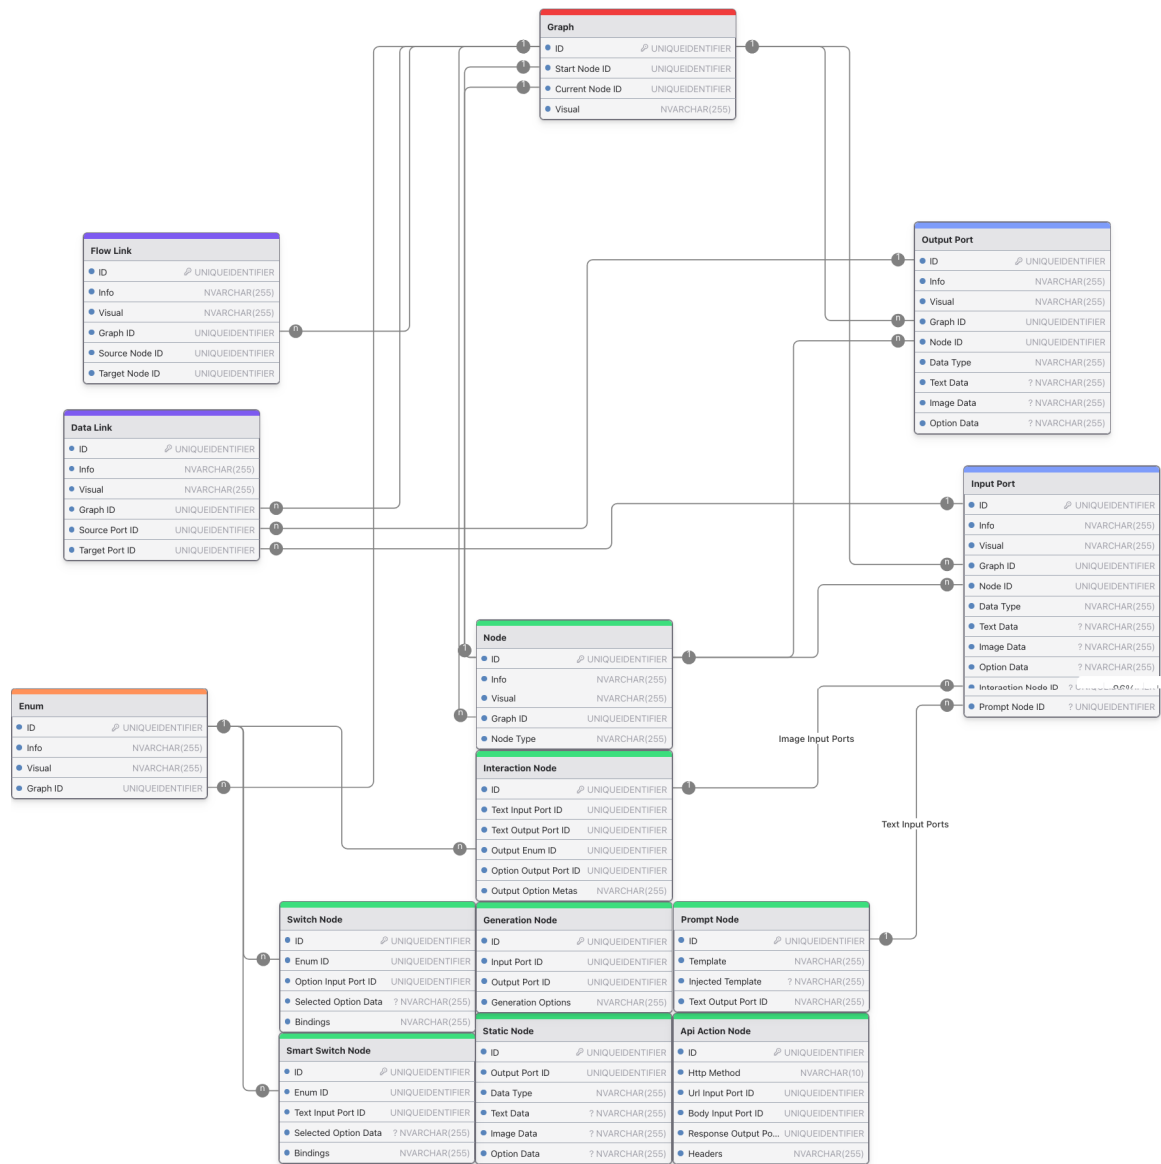 Graph
ID UNIQUEIDENTIFIER
Start Node ID UNIQUEIDENTIFIER
Current Node ID UNIQUEIDENTIFIER
Visual NVARCHAR(255)
1
1
1
1
Flow Link
ID UNIQUEIDENTIFIER
Info NVARCHAR(255)
Visual NVARCHAR(255)
Graph ID UNIQUEIDENTIFIER
Source Node ID UNIQUEIDENTIFIER
Target Node ID UNIQUEIDENTIFIER
n
Output Port
ID UNIQUEIDENTIFIER
Info NVARCHAR(255)
Visual NVARCHAR(255)
Graph ID UNIQUEIDENTIFIER
Node ID UNIQUEIDENTIFIER
Data Type NVARCHAR(255)
Text Data ? NVARCHAR(255)
Image Data ? NVARCHAR(255)
Option Data ? NVARCHAR(255)
1
n
n
Data Link
ID UNIQUEIDENTIFIER
Info NVARCHAR(255)
Visual NVARCHAR(255)
Graph ID UNIQUEIDENTIFIER
Source Port ID UNIQUEIDENTIFIER
Target Port ID UNIQUEIDENTIFIER
n
n
n
Input Port
ID UNIQUEIDENTIFIER
Info NVARCHAR(255)
Visual NVARCHAR(255)
Graph ID UNIQUEIDENTIFIER
Node ID UNIQUEIDENTIFIER
Data Type NVARCHAR(255)
Text Data ? NVARCHAR(255)
Image Data ? NVARCHAR(255)
Option Data ? NVARCHAR(255)
Interaction Node ID ?
Prompt Node ID ? UNIQUEIDENTIFIER
1
n
n
n
n
Node
ID UNIQUEIDENTIFIER
Info NVARCHAR(255)
Visual NVARCHAR(255)
Graph ID UNIQUEIDENTIFIER
Node Type NVARCHAR(255)
1
n
1
Enum
ID UNIQUEIDENTIFIER
Info NVARCHAR(255)
Visual NVARCHAR(255)
Graph ID UNIQUEIDENTIFIER
1
n
Image Input Ports
Text Input Ports
Interaction Node
ID UNIQUEIDENTIFIER
Text Input Port ID UNIQUEIDENTIFIER
Text Output Port ID UNIQUEIDENTIFIER
Output Enum ID UNIQUEIDENTIFIER
Option Output Port ID UNIQUEIDENTIFIER
Output Option Metas NVARCHAR(255)
1
n
Switch Node
ID UNIQUEIDENTIFIER
Enum ID UNIQUEIDENTIFIER
Option Input Port ID UNIQUEIDENTIFIER
Selected Option Data ? NVARCHAR(255)
Bindings NVARCHAR(255)
n
Generation Node
ID UNIQUEIDENTIFIER
Input Port ID UNIQUEIDENTIFIER
Output Port ID UNIQUEIDENTIFIER
Generation Options NVARCHAR(255)
Prompt Node
ID UNIQUEIDENTIFIER
Template NVARCHAR(255)
Injected Template ? NVARCHAR(255)
Text Output Port ID NVARCHAR(255)
1
Smart Switch Node
ID UNIQUEIDENTIFIER
Enum ID UNIQUEIDENTIFIER
Text Input Port ID UNIQUEIDENTIFIER
Selected Option Data ? NVARCHAR(255)
Bindings NVARCHAR(255)
n
Static Node
ID UNIQUEIDENTIFIER
Output Port ID UNIQUEIDENTIFIER
Data Type NVARCHAR(255)
Text Data ? NVARCHAR(255)
Image Data ? NVARCHAR(255)
Option Data ? NVARCHAR(255)
Api Action Node
ID UNIQUEIDENTIFIER
Http Method NVARCHAR(10)
Url Input Port ID UNIQUEIDENTIFIER
Body Input Port ID UNIQUEIDENTIFIER
Response Output Po... UNIQUEIDENTIFIER
Headers NVARCHAR(255)